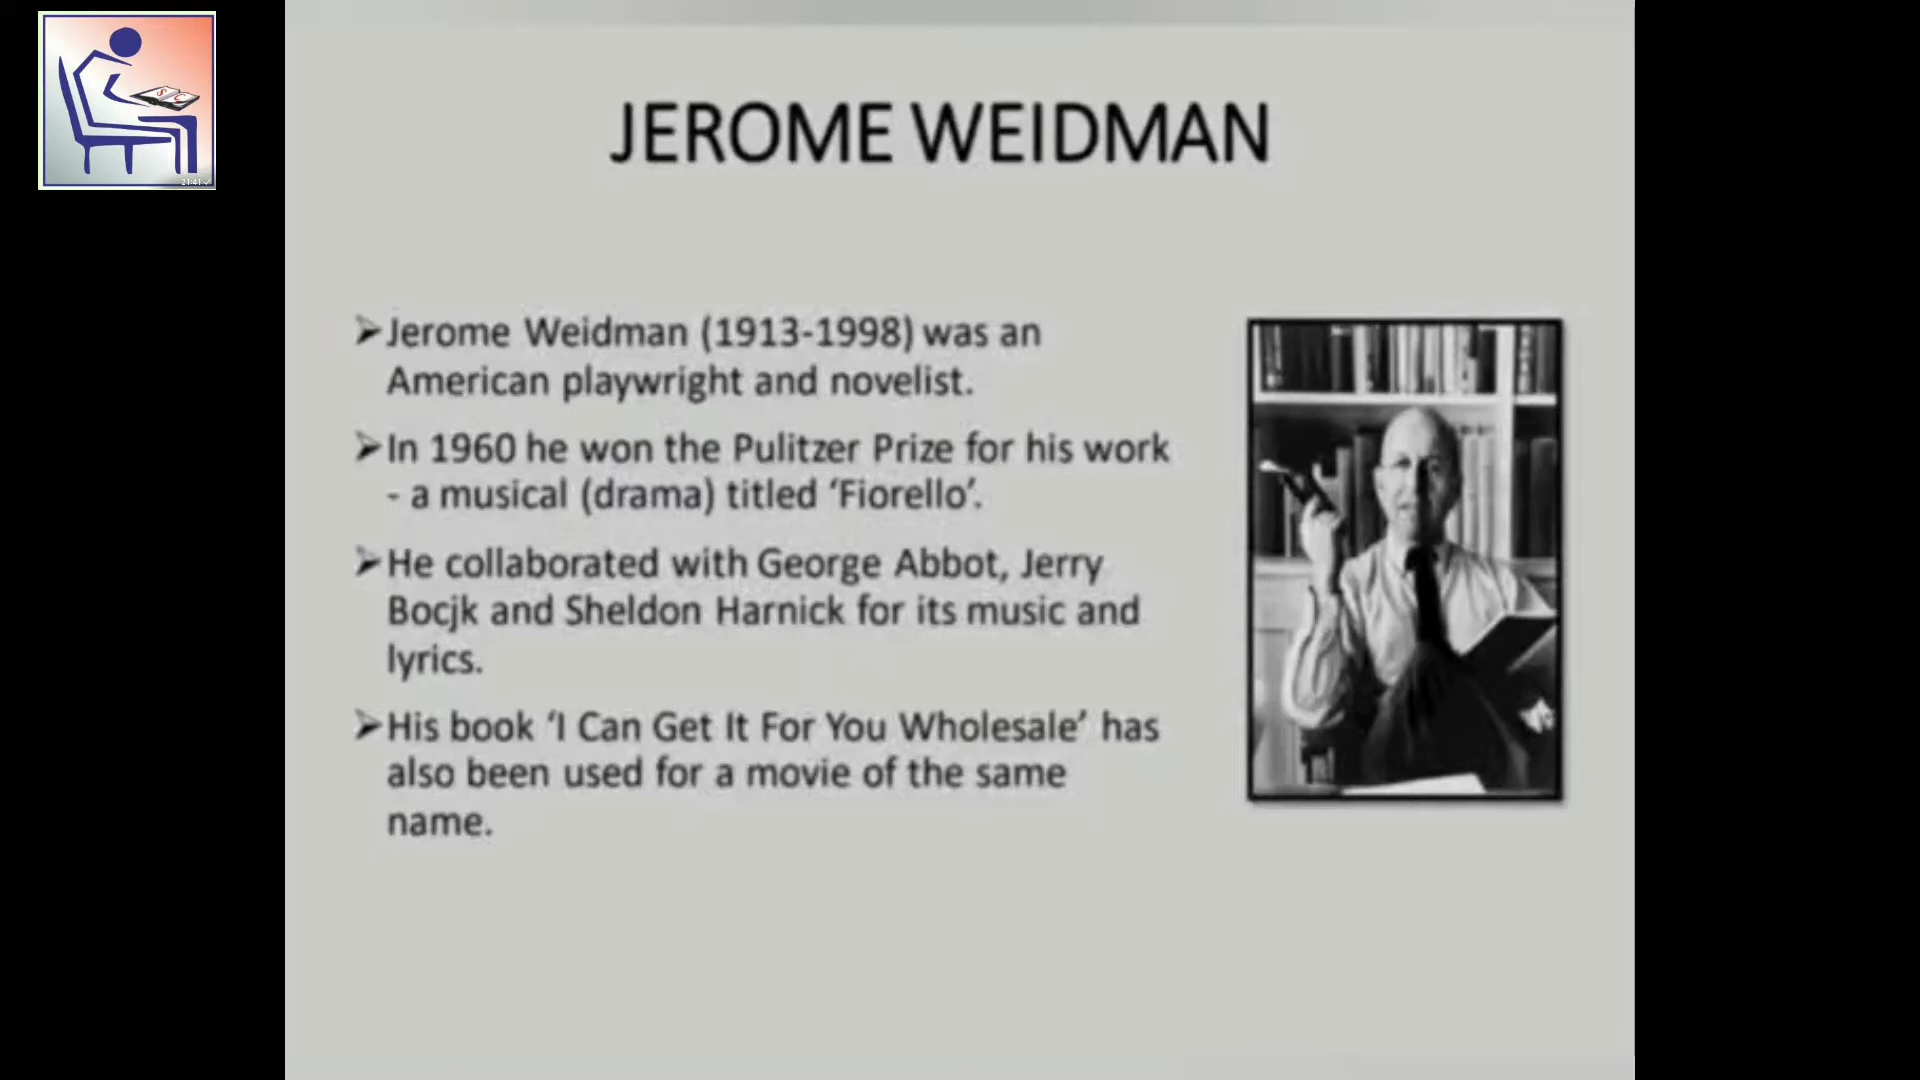 JEROME WEIDMAN
➢Jerome Weidman (1913-1998) was an
American playwright and novelist.
➢In 1960 he won the Pulitzer Prize for his work
- a musical (drama) titled ‘Fiorello’.
➢He collaborated with George Abbot, Jerry
Bocjk and Sheldon Harnick for its music and
lyrics.
➢His book ‘I Can Get It For You Wholesale’ has
also been used for a movie of the same
name.
S C
21:41